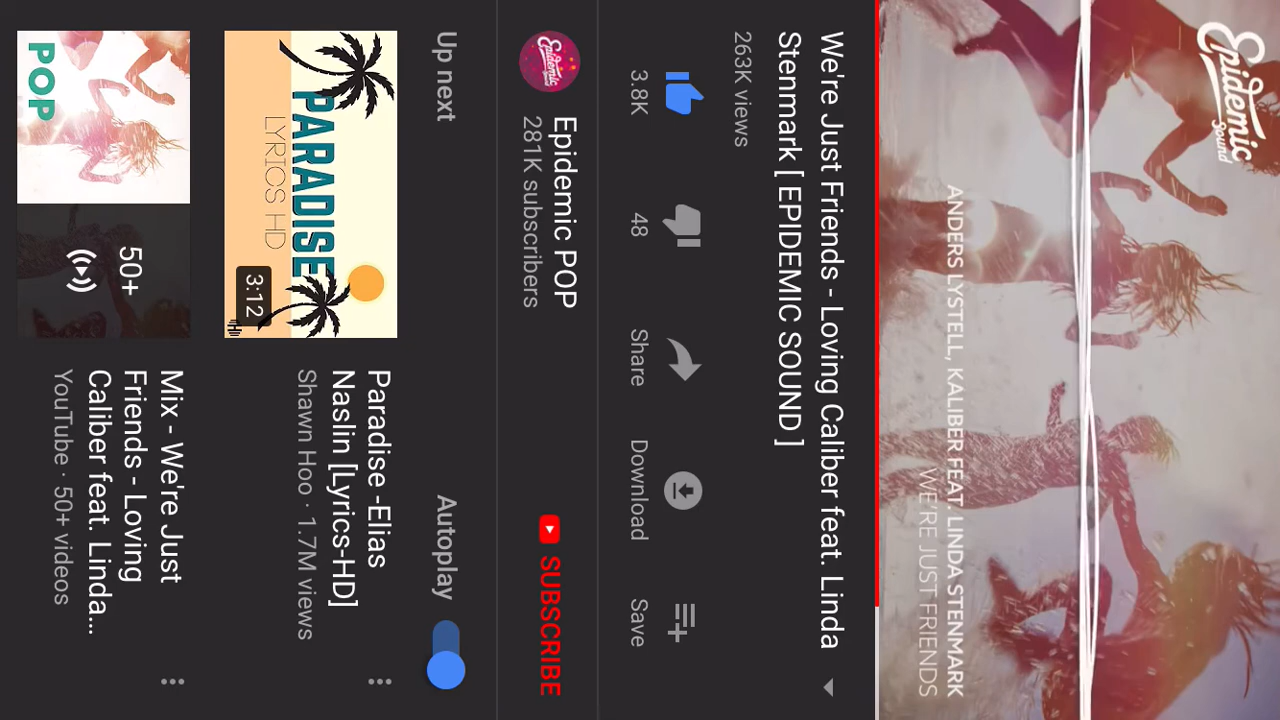 Epidemic
Sound
ANDERS LYSTELL, KALIBER FEAT. LINDA STENMARK
WE'RE JUST FRIENDS
We're Just Friends - Loving Caliber feat. Linda
Stenmark [ EPIDEMIC SOUND ]
263K views
3.8K
48
Share
Download
Save
Epidemic
Epidemic POP
281K subscribers
SUBSCRIBE
Up next
Autoplay
PARADISE
LYRICS HD
3:12
Paradise -Elias
Naslin [Lyrics-HD]
Shawn Hoo · 1.7M views
POP
50+
Mix - We're Just
Friends - Loving
Caliber feat. Linda...
YouTube · 50+ videos